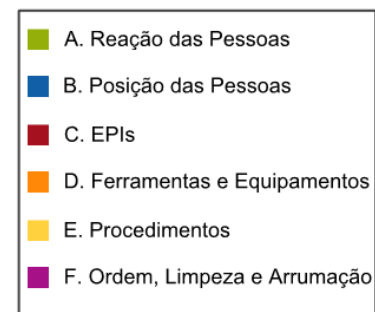 A. Reação das Pessoas
B. Posição das Pessoas
C. EPIs
D. Ferramentas e Equipamentos
E. Procedimentos
F. Ordem, Limpeza e Arrumação